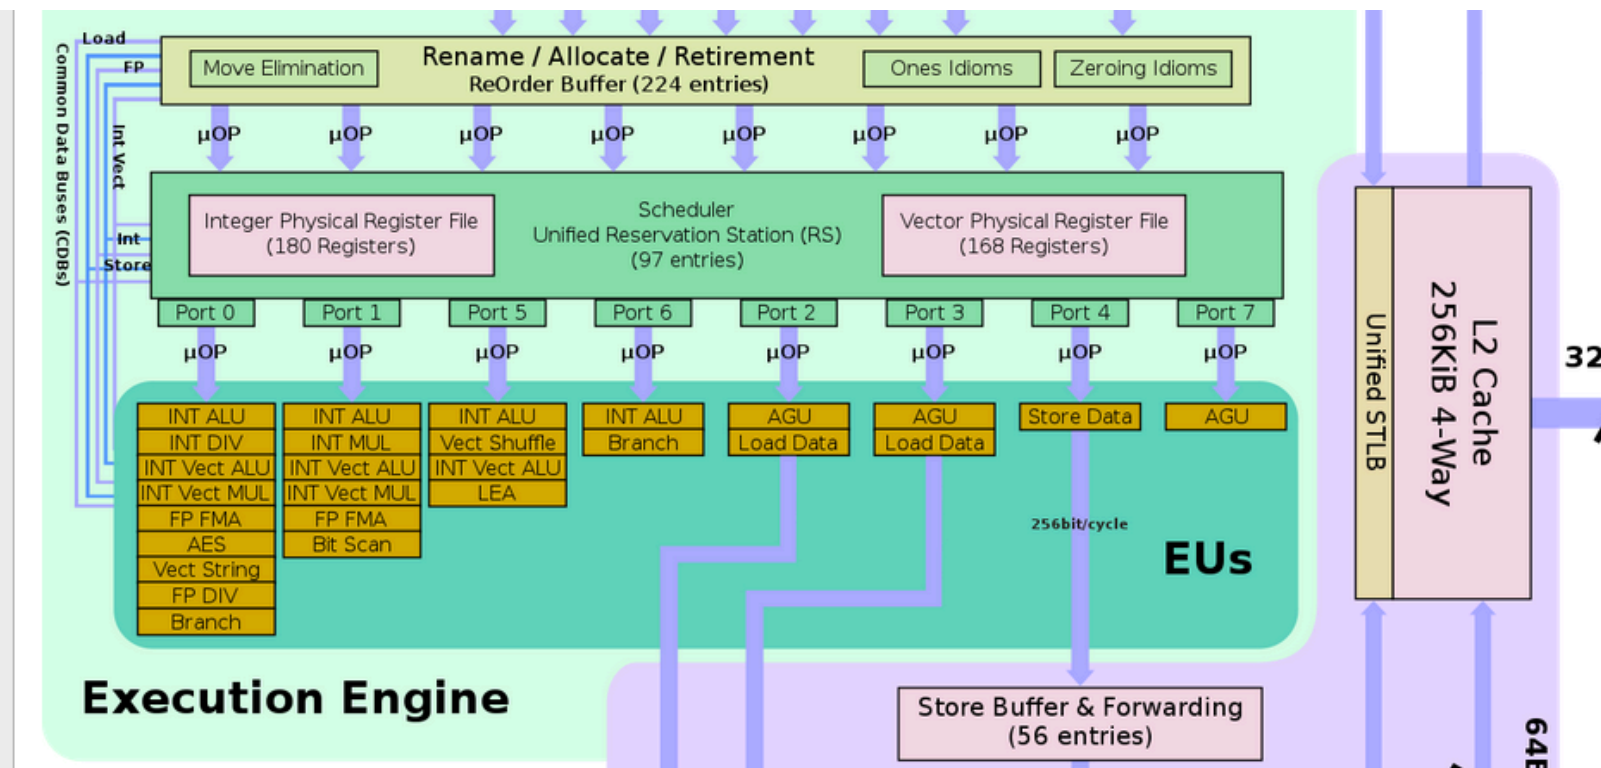 Load
FP
Common Data Buses (CDBs)
Int Vect
Int
Store
Move Elimination
Rename / Allocate / Retirement
ReOrder Buffer (224 entries)
Ones Idioms
Zeroing Idioms
µOP
µOP
µOP
µOP
µOP
µOP
µOP
µOP
Integer Physical Register File
(180 Registers)
Scheduler
Unified Reservation Station (RS)
(97 entries)
Vector Physical Register File
(168 Registers)
Port 0
Port 1
Port 5
Port 6
Port 2
Port 3
Port 4
Port 7
µOP
µOP
µOP
µOP
µOP
µOP
µOP
µOP
INT ALU
INT DIV
INT Vect ALU
INT Vect MUL
FP FMA
AES
Vect String
FP DIV
Branch
INT ALU
INT MUL
INT Vect ALU
INT Vect MUL
FP FMA
Bit Scan
INT ALU
Vect Shuffle
INT Vect ALU
LEA
INT ALU
Branch
AGU
Load Data
AGU
Load Data
Store Data
AGU
256bit/cycle
EUs
Execution Engine
Store Buffer & Forwarding
(56 entries)
Unified STLB
L2 Cache
256KiB 4-Way
32